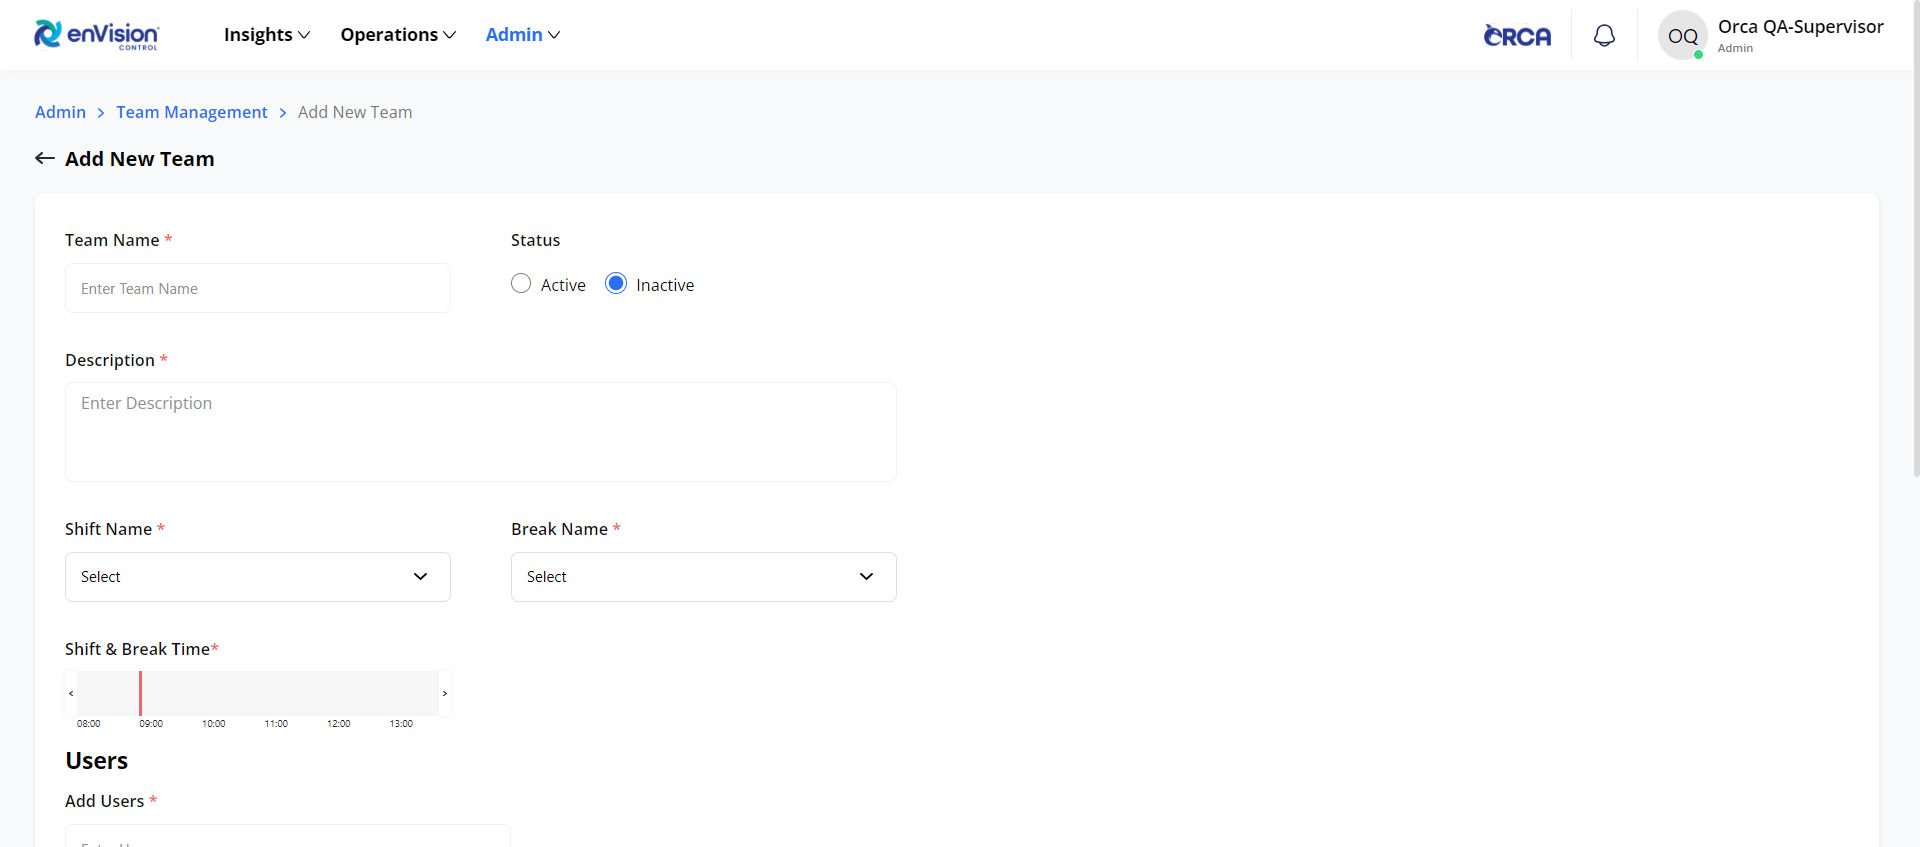 enVision CONTROL
Insights Operations Admin
ORCA
OQ
Orca QA-Supervisor
Admin
Admin > Team Management > Add New Team
Add New Team
Team Name *
Status
Enter Team Name
Active
Inactive
Description *
Enter Description
Shift Name *
Break Name *
Select
Select
Shift & Break Time*
< >
08:00 09:00 10:00 11:00 12:00 13:00
Users
Add Users *